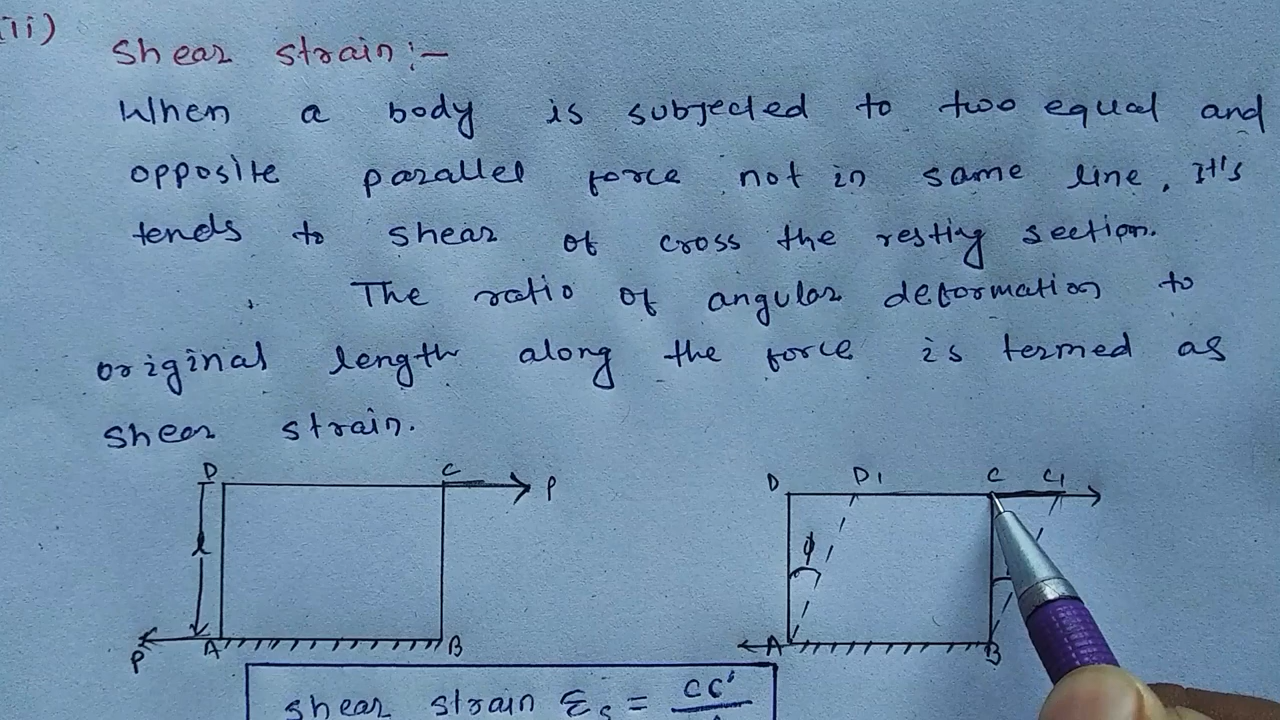 (ii)
Shear strain:-
When a body is subjected to two equal and
opposite parallel force not in same line, It's
tends to shear of cross the resting section.
The ratio of angular deformation to
original length along the force is termed as
shear strain.
D C P
l
P A B
D D1 C C1
ϕ
A B
shear strain Ɛs = CC'